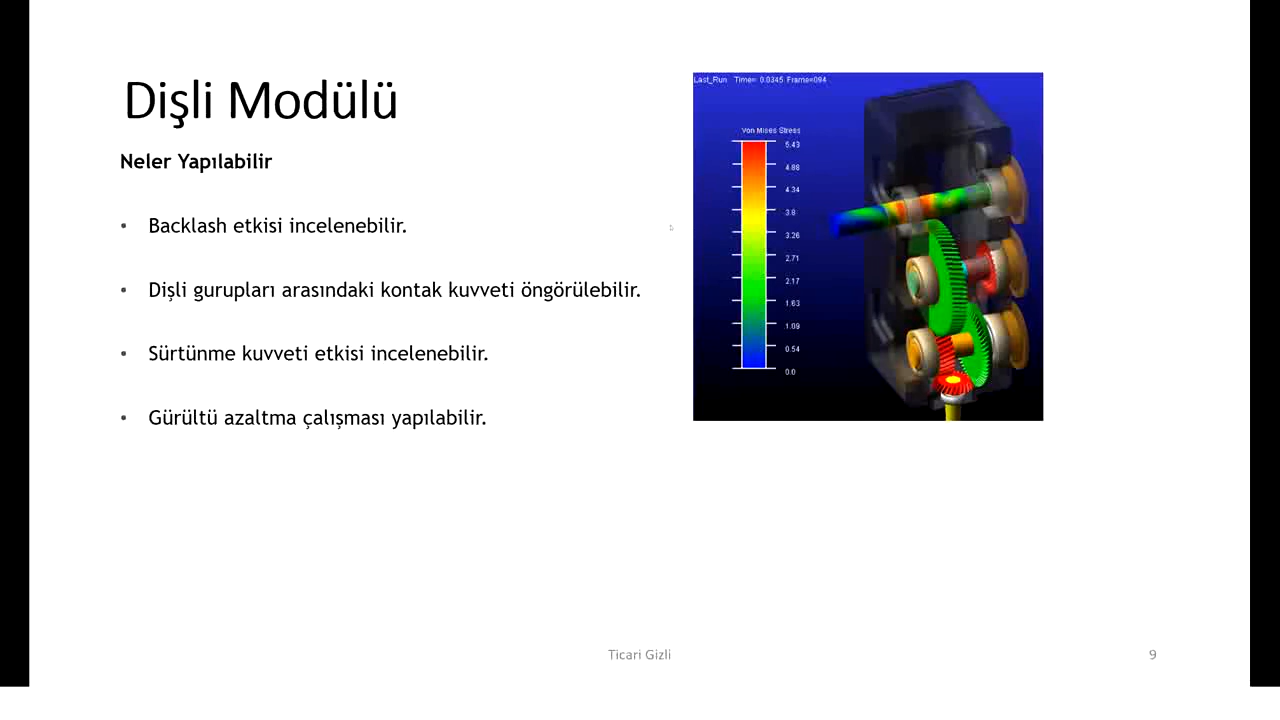 Dişli Modülü
Neler Yapılabilir
• Backlash etkisi incelenebilir.
• Dişli gurupları arasındaki kontak kuvveti öngörülebilir.
• Sürtünme kuvveti etkisi incelenebilir.
• Gürültü azaltma çalışması yapılabilir.
Last_Run Time= 0.0345 Frame=094
Von Mises Stress
5.43
4.88
4.34
3.8
3.26
2.71
2.17
1.63
1.09
0.54
0.0
Ticari Gizli
9